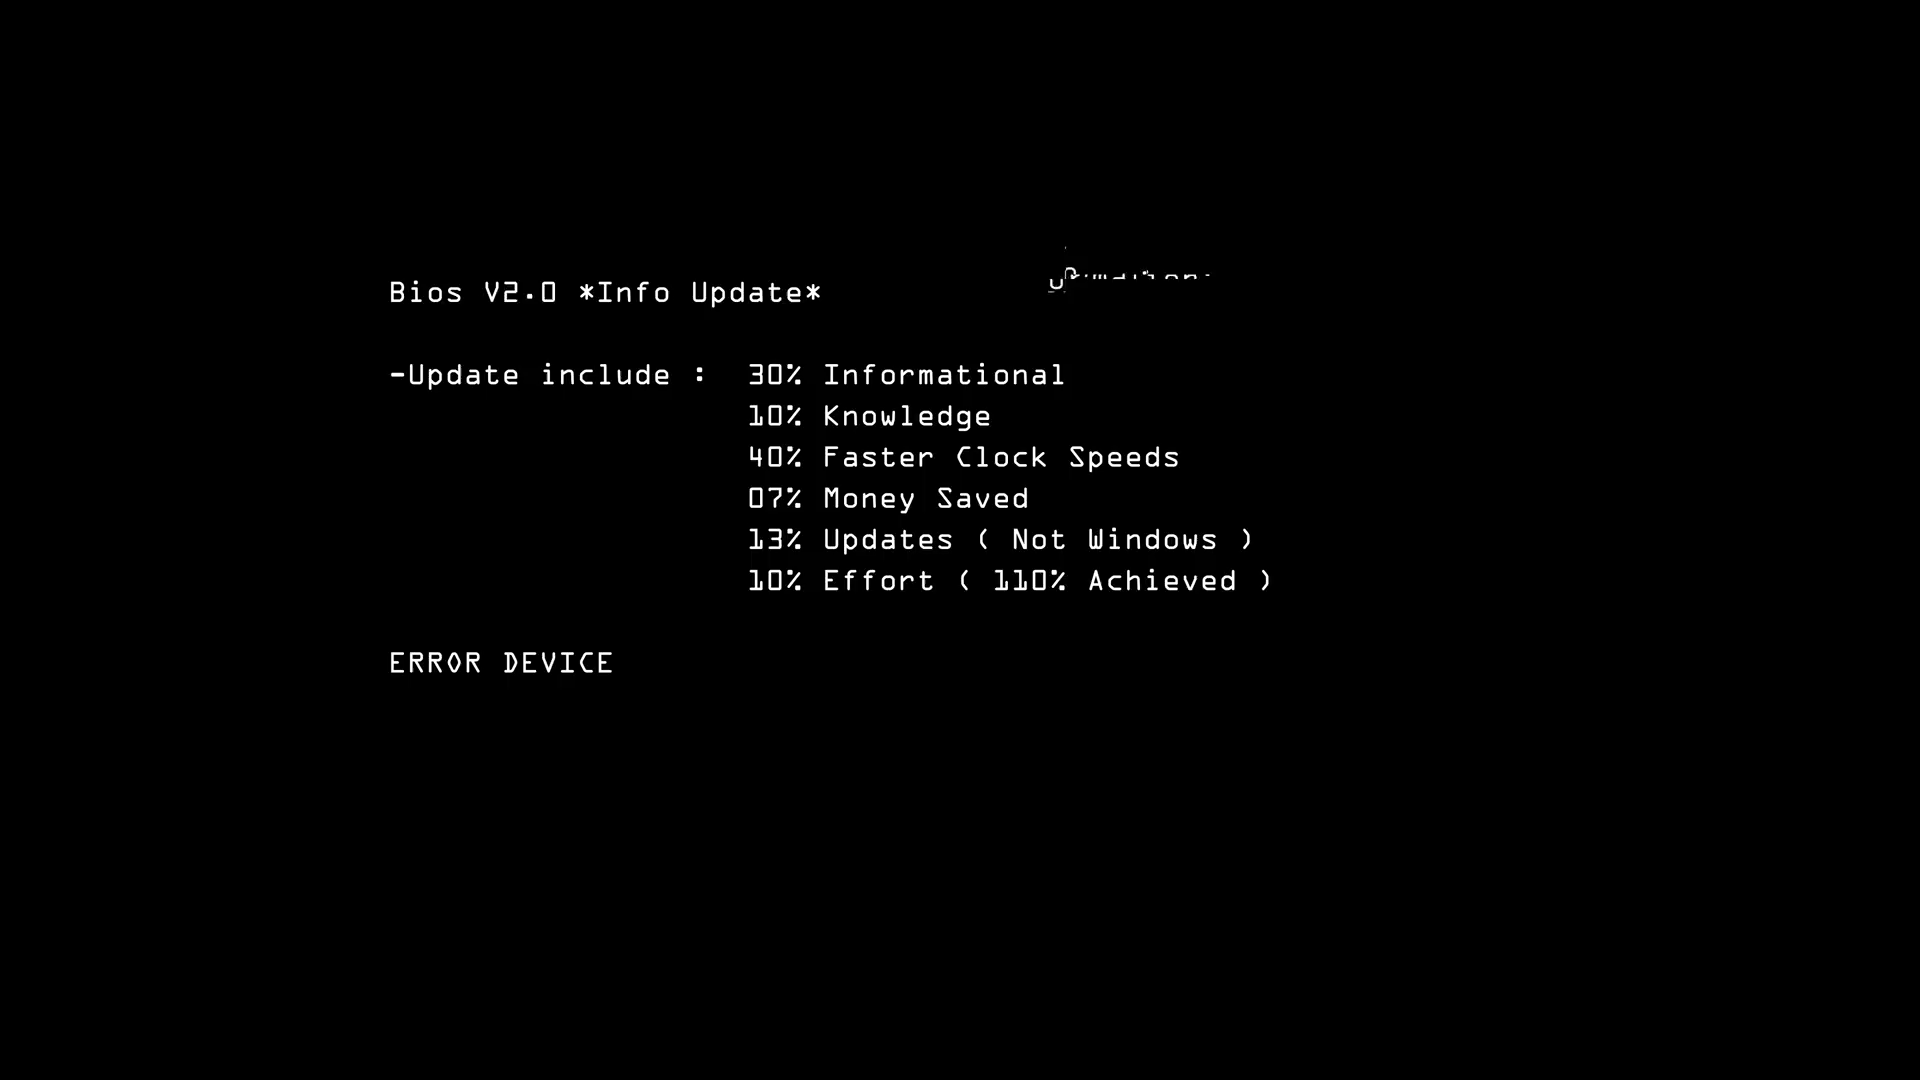 Bios V2.0 *Info Update*
-Update include : 30% Informational
10% Knowledge
40% Faster Clock Speeds
07% Money Saved
13% Updates ( Not Windows )
10% Effort ( 110% Achieved )
ERROR DEVICE